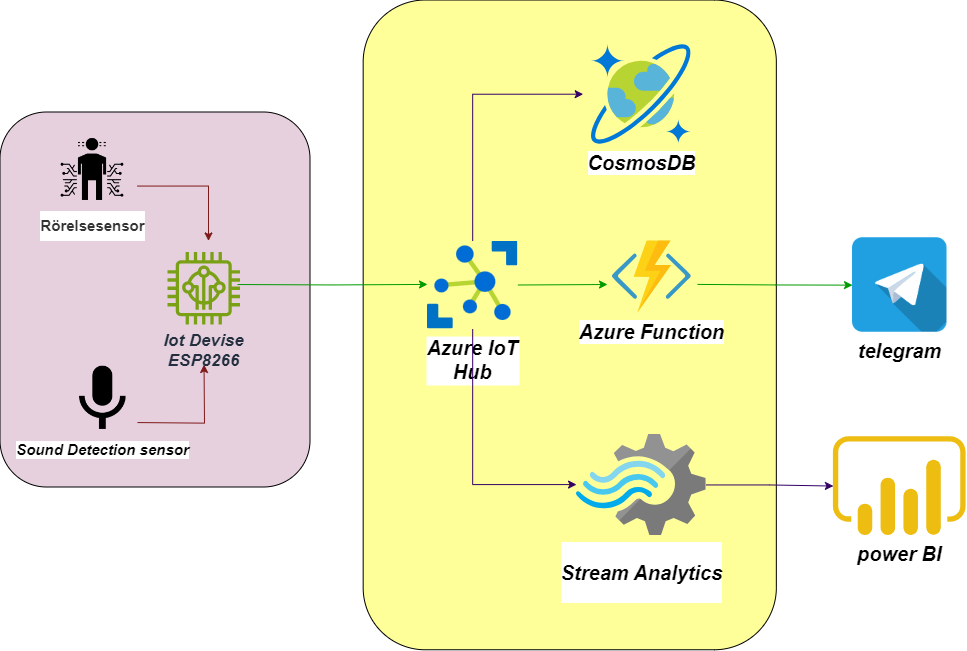 CosmosDB
Rörelsesensor
Iot Devise
ESP8266
Azure IoT
Hub
Azure Function
telegram
Sound Detection sensor
Stream Analytics
power BI